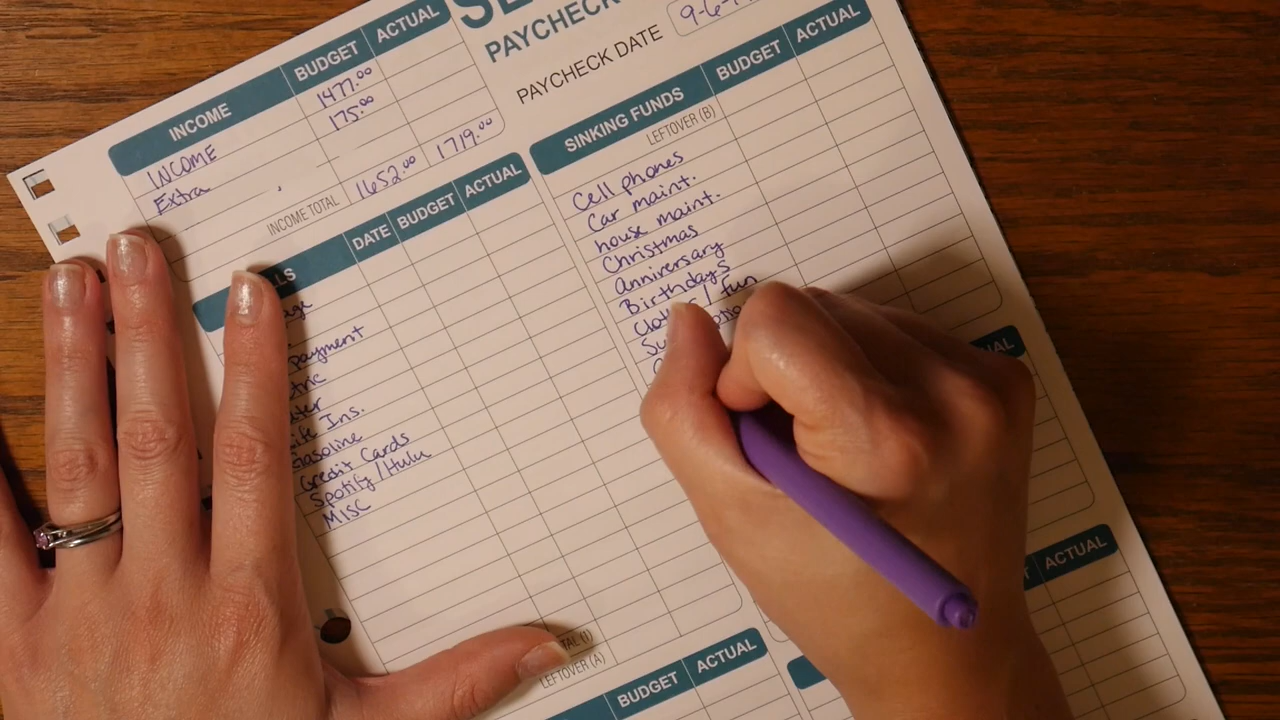 PAYCHECK
PAYCHECK DATE
INCOME BUDGET ACTUAL
INCOME 1477.00
Extra 175.00
INCOME TOTAL 1652.00 1719.00
DATE BUDGET ACTUAL
payment
Ins.
Gasoline
Credit Cards
Spotify/Hulu
MISC
LEFTOVER (A)
SINKING FUNDS BUDGET ACTUAL
LEFTOVER (B)
Cell phones
Car maint.
house maint.
Christmas
Anniversary
Birthdays
/ fun
ACTUAL
BUDGET ACTUAL